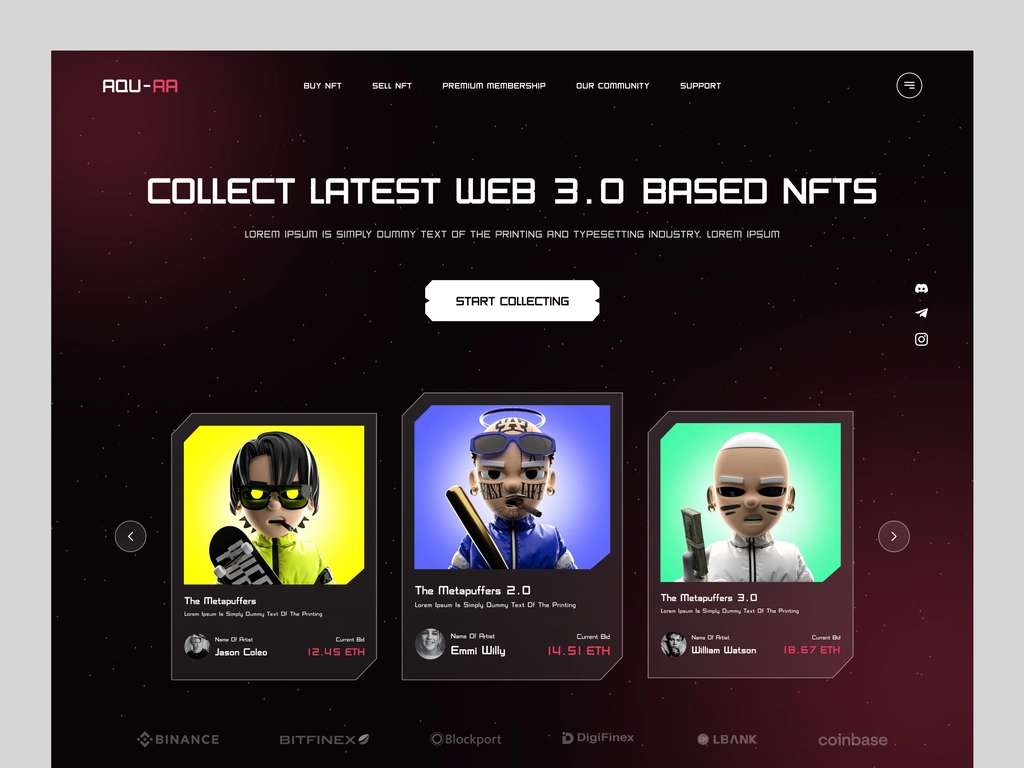 AQU-AA
BUY NFT
SELL NFT
PREMIUM MEMBERSHIP
OUR COMMUNITY
SUPPORT
COLLECT LATEST WEB 3.0 BASED NFTS
LOREM IPSUM IS SIMPLY DUMMY TEXT OF THE PRINTING AND TYPESETTING INDUSTRY. LOREM IPSUM
START COLLECTING
The Metapuffers
Lorem Ipsum Is Simply Dummy Text Of The Printing
Name Of Artist
Jason Coleo
Current Bid
12.45 ETH
EAST LIFT
The Metapuffers 2.0
Lorem Ipsum Is Simply Dummy Text Of The Printing
Name Of Artist
Emmi Willy
Current Bid
14.51 ETH
The Metapuffers 3.0
Lorem Ipsum Is Simply Dummy Text Of The Printing
Name Of Artist
William Watson
Current Bid
18.67 ETH
BINANCE
BITFINEX
Blockport
DigiFinex
LBANK
coinbase